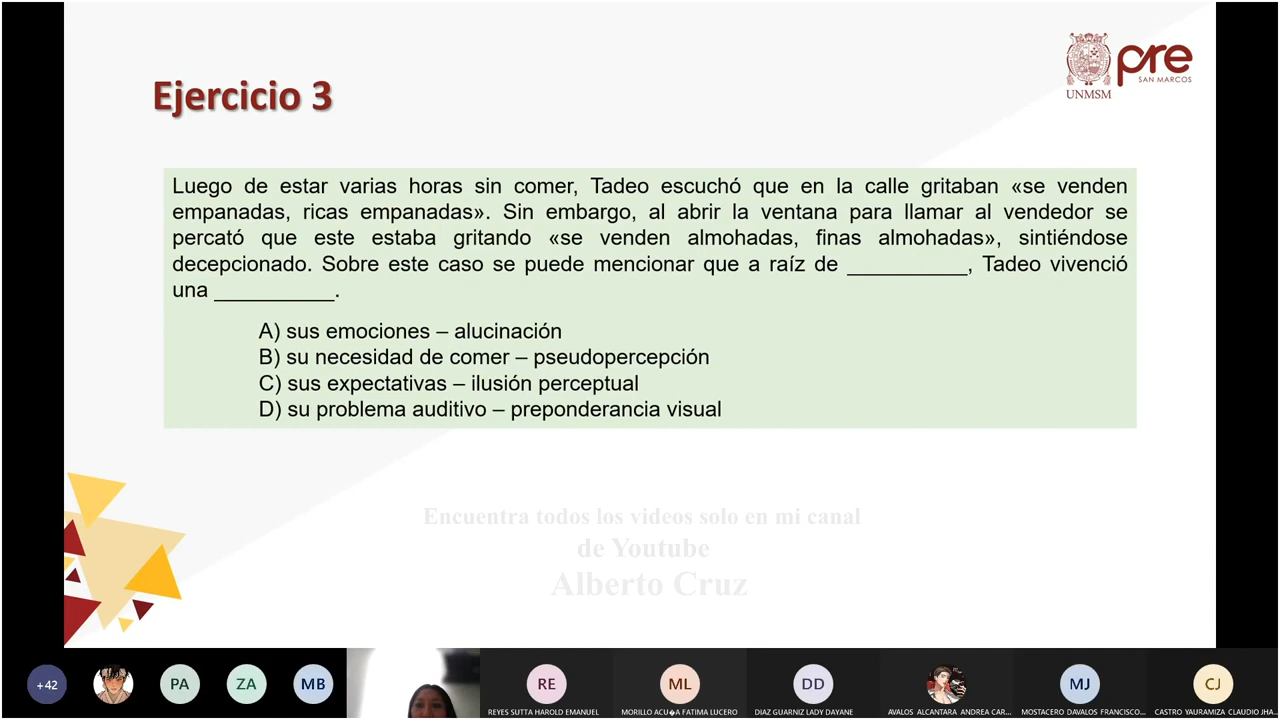 pre
SAN MARCOS
UNMSM
Ejercicio 3
Luego de estar varias horas sin comer, Tadeo escuchó que en la calle gritaban «se venden
empanadas, ricas empanadas». Sin embargo, al abrir la ventana para llamar al vendedor se
percató que este estaba gritando «se venden almohadas, finas almohadas», sintiéndose
decepcionado. Sobre este caso se puede mencionar que a raíz de __________, Tadeo vivenció
una __________.
A) sus emociones – alucinación
B) su necesidad de comer – pseudopercepción
C) sus expectativas – ilusión perceptual
D) su problema auditivo – preponderancia visual
Encuentra todos los videos solo en mi canal
de Youtube
Alberto Cruz
+42 PA ZA MB RE ML DD MJ CJ
REYES SUTTA HAROLD EMANUEL MORILLO ACU�A FATIMA LUCERO DIAZ GUARNIZ LADY DAYANE AVALOS ALCANTARA ANDREA CAR... MOSTACERO DAVALOS FRANCISCO... CASTRO YAURAMIZA CLAUDIO JHA...